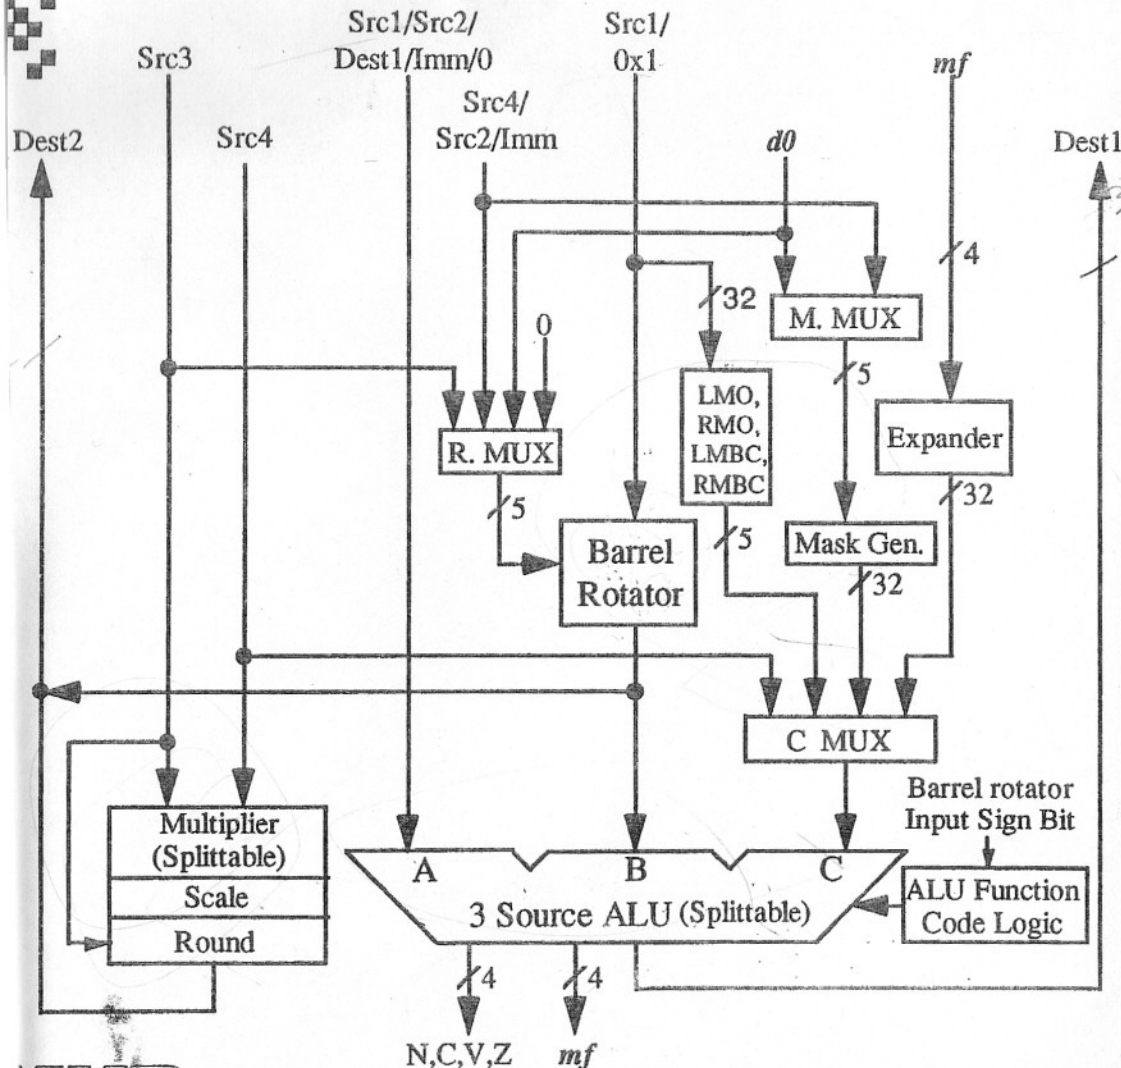 Src1/Src2/
Dest1/Imm/0
Src1/
0x1
Src3
mf
Src4/
Src2/Imm
Dest2
Src4
d0
Dest1
4
32
M. MUX
0
5
LMO,
RMO,
LMBC,
RMBC
Expander
R. MUX
5
32
Barrel
Rotator
5
Mask Gen.
32
C MUX
Barrel rotator
Input Sign Bit
Multiplier
(Splittable)
Scale
Round
A
B
C
3 Source ALU (Splittable)
ALU Function
Code Logic
4
4
N,C,V,Z
mf